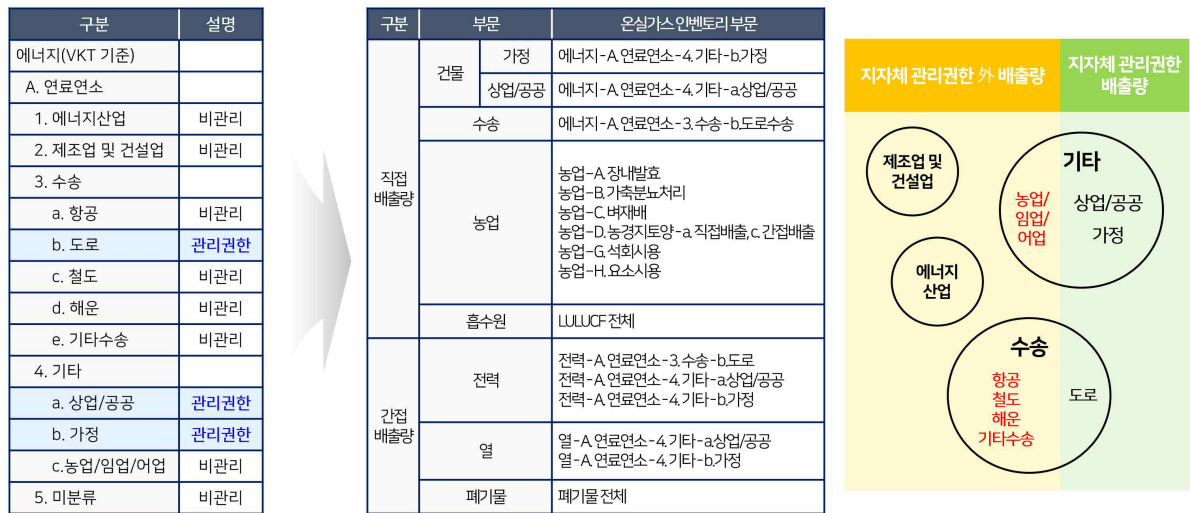 구분 설명
에너지(VKT 기준)
A. 연료연소
1. 에너지산업 비관리
2. 제조업 및 건설업 비관리
3. 수송
a. 항공 비관리
b. 도로 관리권한
c. 철도 비관리
d. 해운 비관리
e. 기타수송 비관리
4. 기타
a. 상업/공공 관리권한
b. 가정 관리권한
c.농업/임업/어업 비관리
5. 미분류 비관리
구분 부문 온실가스 인벤토리 부문
직접
배출량
건물 가정 에너지-A.연료연소-4.기타-b.가정
상업/공공 에너지-A.연료연소-4.기타-a상업/공공
수송 에너지-A.연료연소-3.수송-b.도로수송
농업
농업-A. 장내발효
농업-B.가축분뇨처리
농업-C.벼재배
농업-D.농경지토양-a.직접배출, c.간접배출
농업-G.석회시용
농업-H.요소시용
흡수원 LULUCF 전체
간접
배출량
전력
전력-A.연료연소-3.수송-b.도로
전력-A.연료연소-4.기타-a상업/공공
전력-A.연료연소-4.기타-b.가정
열
열-A.연료연소-4.기타-a상업/공공
열-A.연료연소-4.기타-b.가정
폐기물 폐기물 전체
지자체 관리권한 外 배출량
지자체 관리권한
배출량
제조업 및
건설업
기타
농업/
임업/
어업
상업/공공
가정
에너지
산업
수송
항공
철도
해운
기타수송
도로